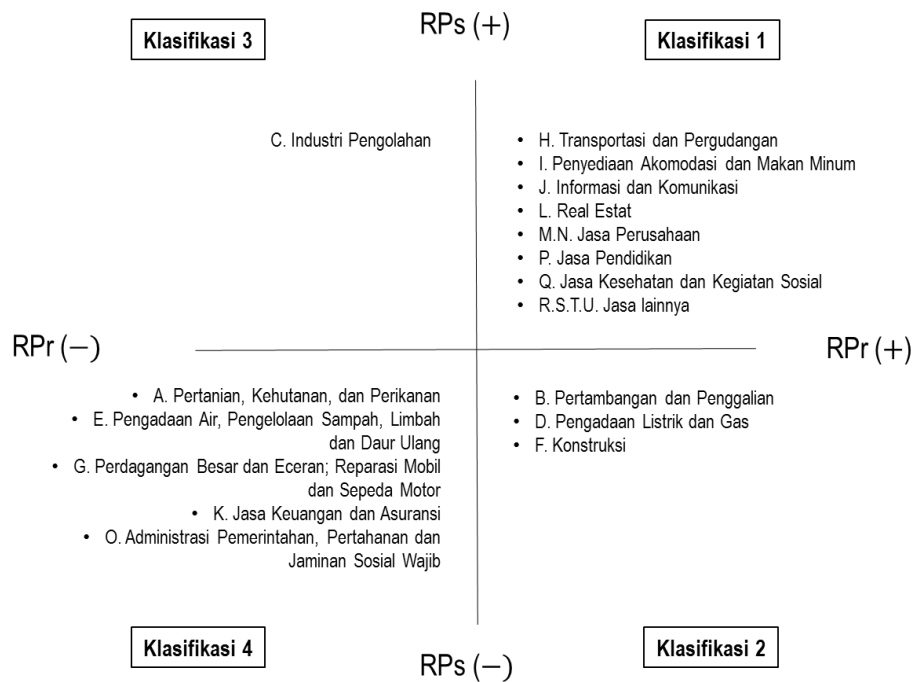 RPs (+)
Klasifikasi 3
Klasifikasi 1
C. Industri Pengolahan
• H. Transportasi dan Pergudangan
• I. Penyediaan Akomodasi dan Makan Minum
• J. Informasi dan Komunikasi
• L. Real Estat
• M.N. Jasa Perusahaan
• P. Jasa Pendidikan
• Q. Jasa Kesehatan dan Kegiatan Sosial
• R.S.T.U. Jasa lainnya
RPr (−)
RPr (+)
• A. Pertanian, Kehutanan, dan Perikanan
• E. Pengadaan Air, Pengelolaan Sampah, Limbah
dan Daur Ulang
• G. Perdagangan Besar dan Eceran; Reparasi Mobil
dan Sepeda Motor
• K. Jasa Keuangan dan Asuransi
• O. Administrasi Pemerintahan, Pertahanan dan
Jaminan Sosial Wajib
• B. Pertambangan dan Penggalian
• D. Pengadaan Listrik dan Gas
• F. Konstruksi
Klasifikasi 4
Klasifikasi 2
RPs (−)